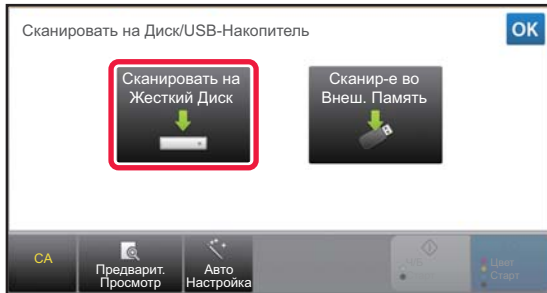 Сканировать на Диск/USB-Накопитель
OK
Сканировать на
Жесткий Диск
Сканир-е во
Внеш. Память
CA
Предварит.
Просмотр
Авто
Настройка
Ч/Б
Старт
Цвет
Старт